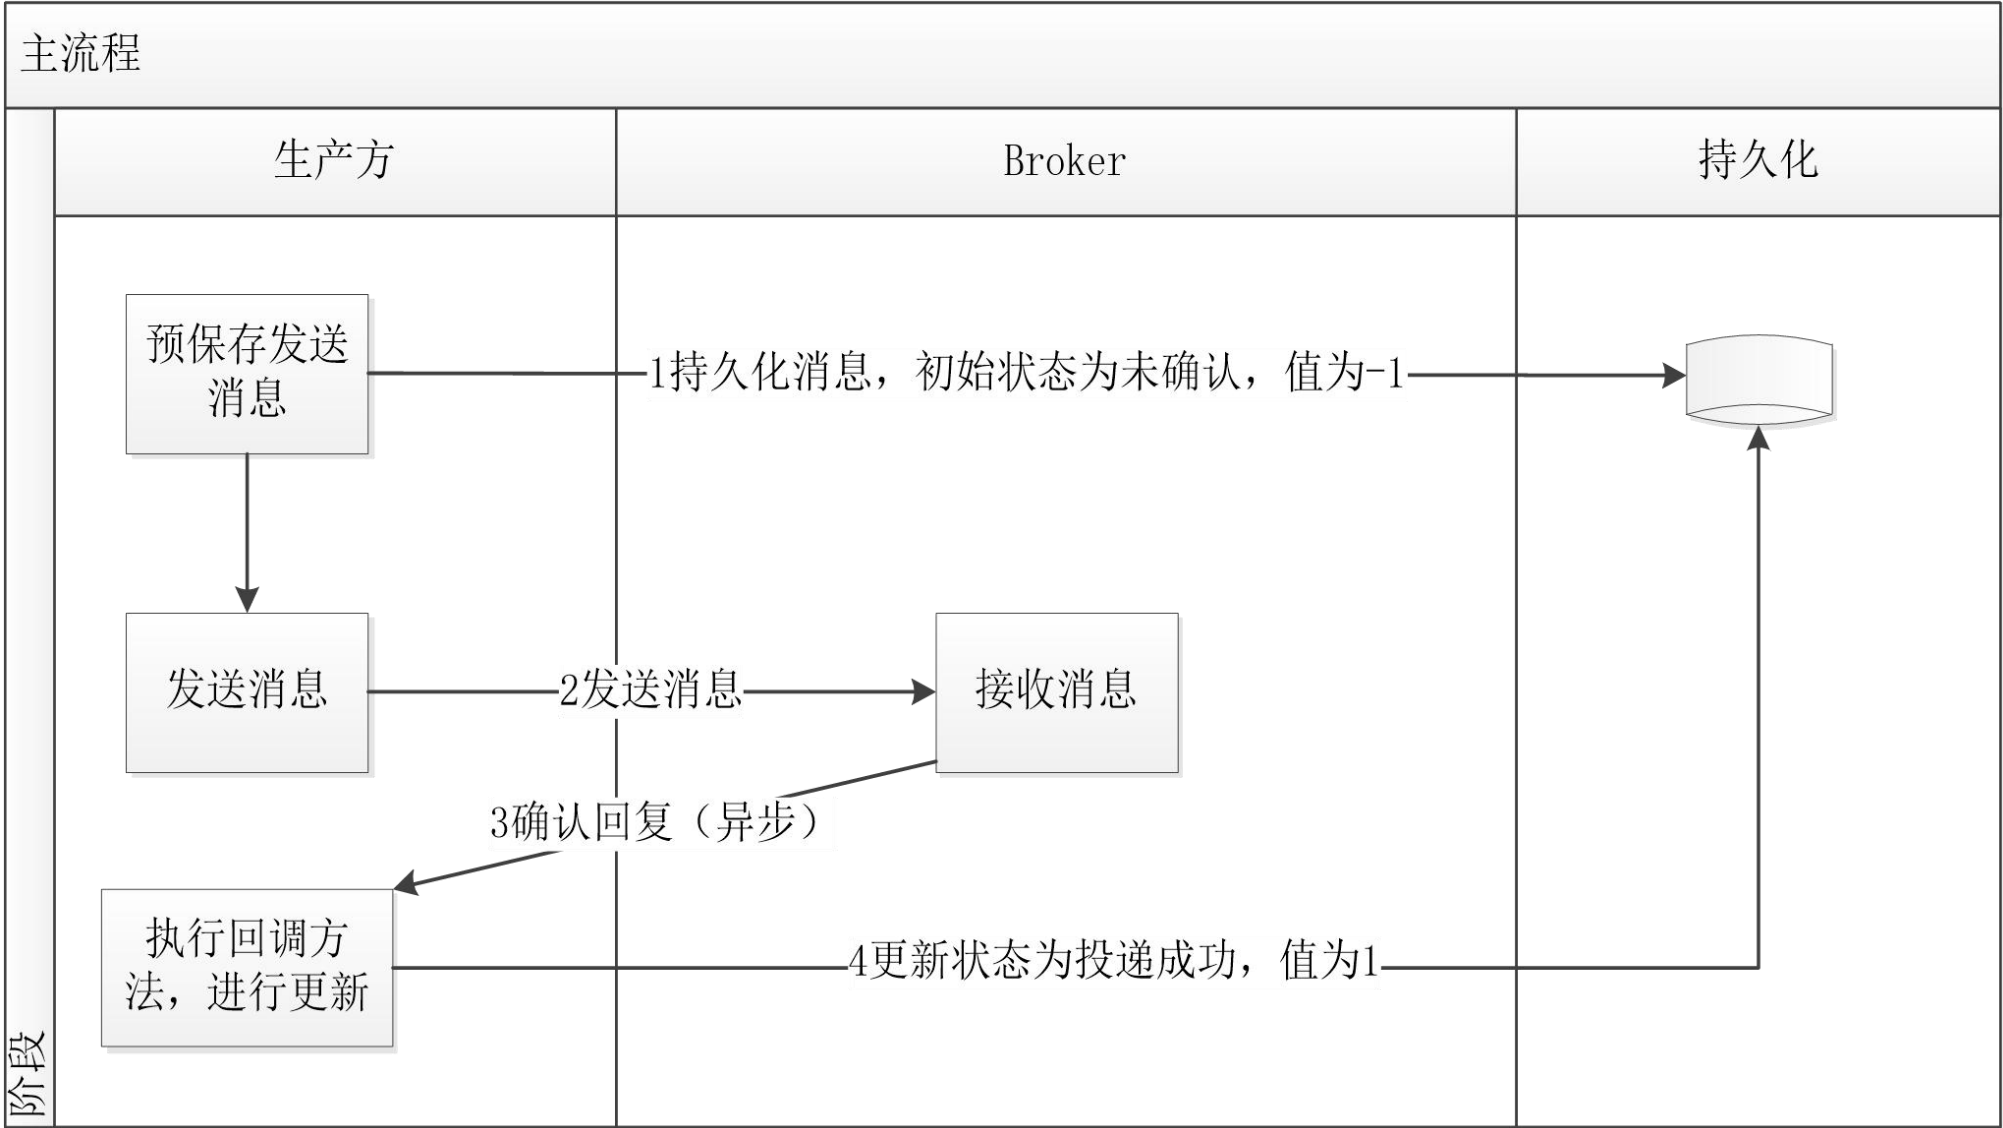 主流程
生产方
Broker
持久化
预保存发送
消息
1持久化消息，初始状态为未确认，值为-1
发送消息
2发送消息
接收消息
3确认回复（异步）
执行回调方
法，进行更新
4更新状态为投递成功，值为1
阶段